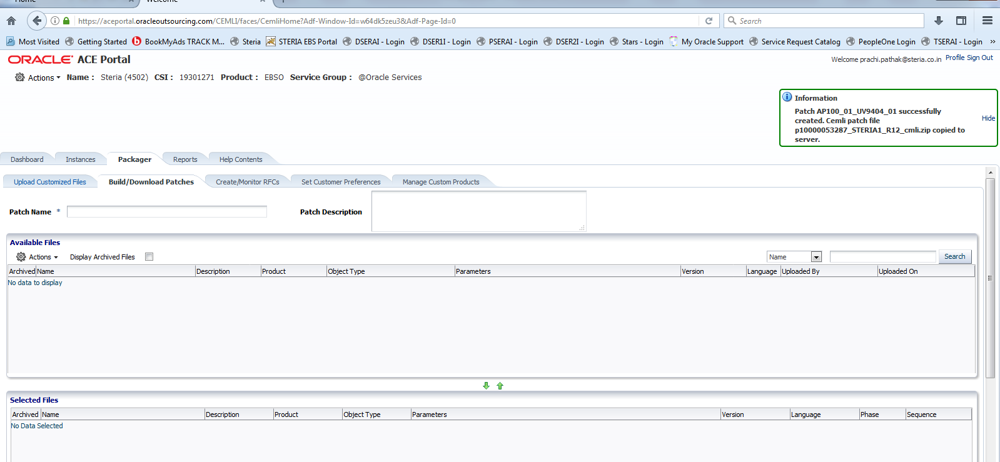 Home
Welcome
https://aceportal.oracleoutsourcing.com/CEMLI/faces/CemliHome?Adf-Window-Id=w64dk5zeu3&Adf-Page-Id=0
Search
Most Visited Getting Started BookMyAds TRACK M... Steria STERIA EBS Portal DSERAI - Login DSER1I - Login PSERAI - Login DSER2I - Login Stars - Login My Oracle Support Service Request Catalog PeopleOne Login TSERAI - Login »
ORACLE ACE Portal
Welcome prachi.pathak@steria.co.in Profile Sign Out
Actions Name : Steria (4502) CSI : 19301271 Product : EBSO Service Group : @Oracle Services
Information
Patch AP100_01_UV9404_01 successfully
created. Cemli patch file
p10000053287_STERIA1_R12_cmli.zip copied to
server.
Hide
Dashboard Instances Packager Reports Help Contents
Upload Customized Files Build/Download Patches Create/Monitor RFCs Set Customer Preferences Manage Custom Products
Patch Name * Patch Description
Available Files
Actions Display Archived Files Name Search
Archived Name Description Product Object Type Parameters Version Language Uploaded By Uploaded On
No data to display
Selected Files
Archived Name Description Product Object Type Parameters Version Language Phase Sequence
No Data Selected